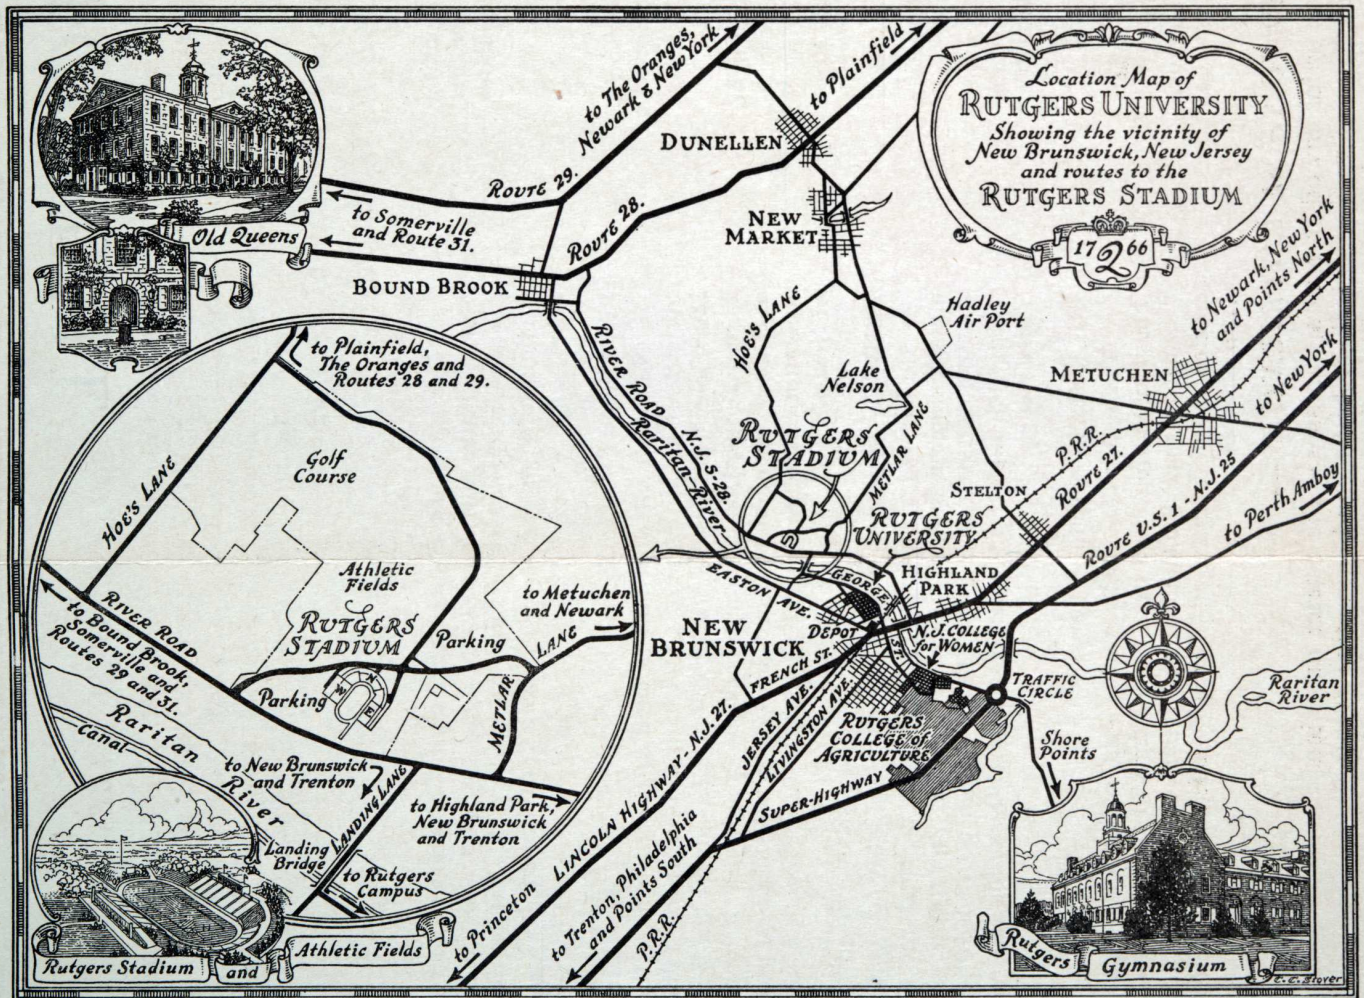 Location Map of
RUTGERS UNIVERSITY
Showing the vicinity of
New Brunswick, New Jersey
and routes to the
RUTGERS STADIUM
17 Q 66
to The Oranges,
Newark & New York
to Plainfield
DUNELLEN
ROUTE 29.
to Somerville
and Route 31.
ROUTE 28.
NEW
MARKET
Old Queens
BOUND BROOK
to Newark, New York
and Points North
HOE'S LANE
Hadley
Air Port
RIVER ROAD
N.J. S-28.
Raritan River
Lake
Nelson
METUCHEN
to New York
RUTGERS
STADIUM
METLAR LANE
P.R.R.
ROUTE 27.
STELTON
ROUTE U.S. 1 - N.J. 25
to Perth Amboy
RUTGERS
UNIVERSITY
HIGHLAND
PARK
EASTON AVE.
GEORGE
ST.
NEW
BRUNSWICK
DEPOT
N.J. COLLEGE
for WOMEN
FRENCH ST.
TRAFFIC
CIRCLE
Raritan
River
JERSEY AVE.
LIVINGSTON AVE.
RUTGERS
COLLEGE of
AGRICULTURE
Shore
Points
SUPER-HIGHWAY
LINCOLN HIGHWAY - N.J. 27.
to Princeton
to Trenton, Philadelphia
and Points South
P.R.R.
to Plainfield,
The Oranges and
Routes 28 and 29.
Golf
Course
HOE'S LANE
Athletic
Fields
to Metuchen
and Newark
RIVER ROAD
RUTGERS
STADIUM
Parking
LANE
to Bound Brook,
Somerville and
Routes 29 and 31.
Parking
N
W
E
METLAR
Raritan
River
Canal
to New Brunswick
and Trenton
LANDING LANE
to Highland Park,
New Brunswick
and Trenton
Landing
Bridge
to Rutgers
Campus
Rutgers Stadium
and
Athletic Fields
Rutgers
Gymnasium
C.C. Stover